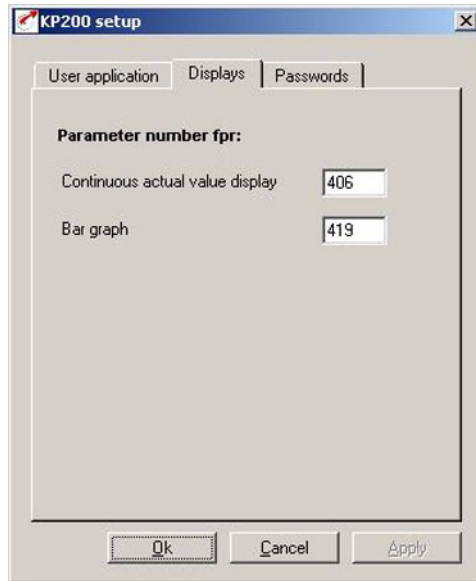 KP200 setup
User application Displays Passwords
Parameter number fpr:
Continuous actual value display 406
Bar graph 419
Ok Cancel Apply